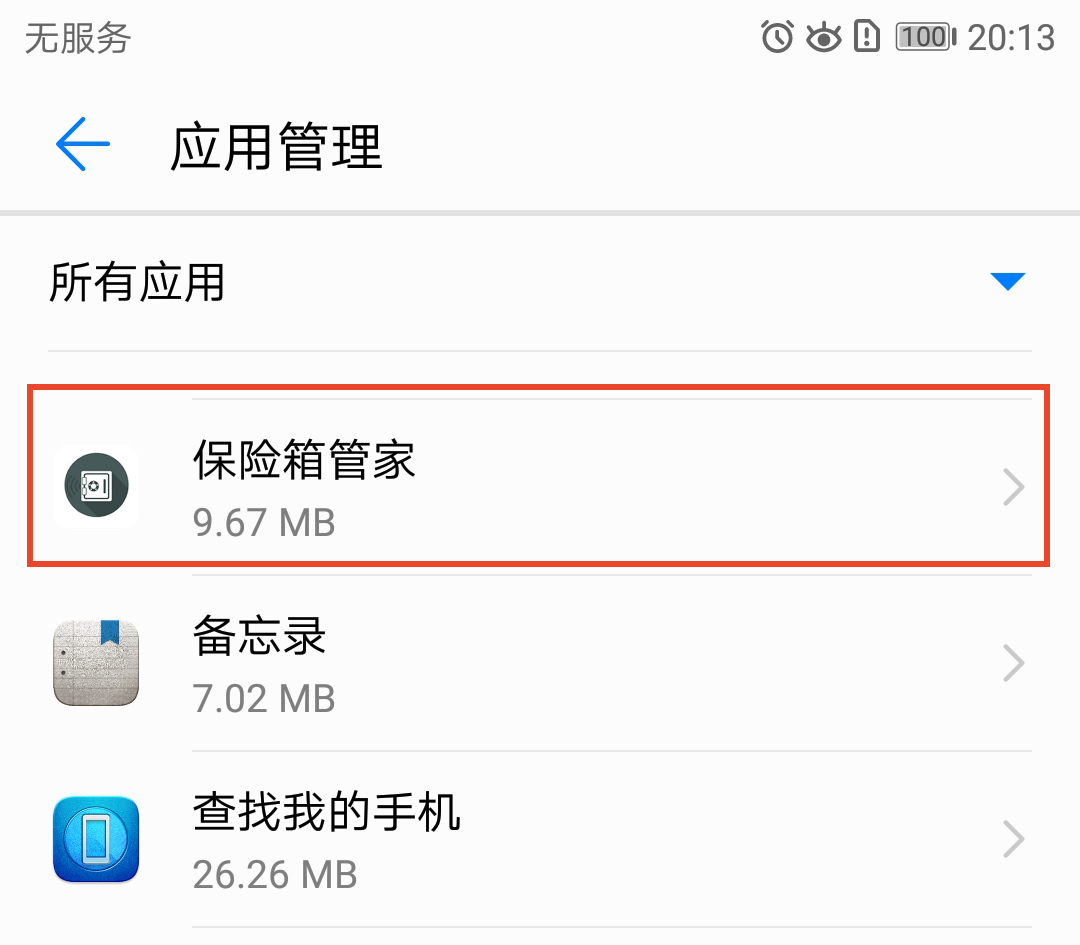 无服务
100 20:13
应用管理
所有应用
保险箱管家
9.67 MB
备忘录
7.02 MB
查找我的手机
26.26 MB